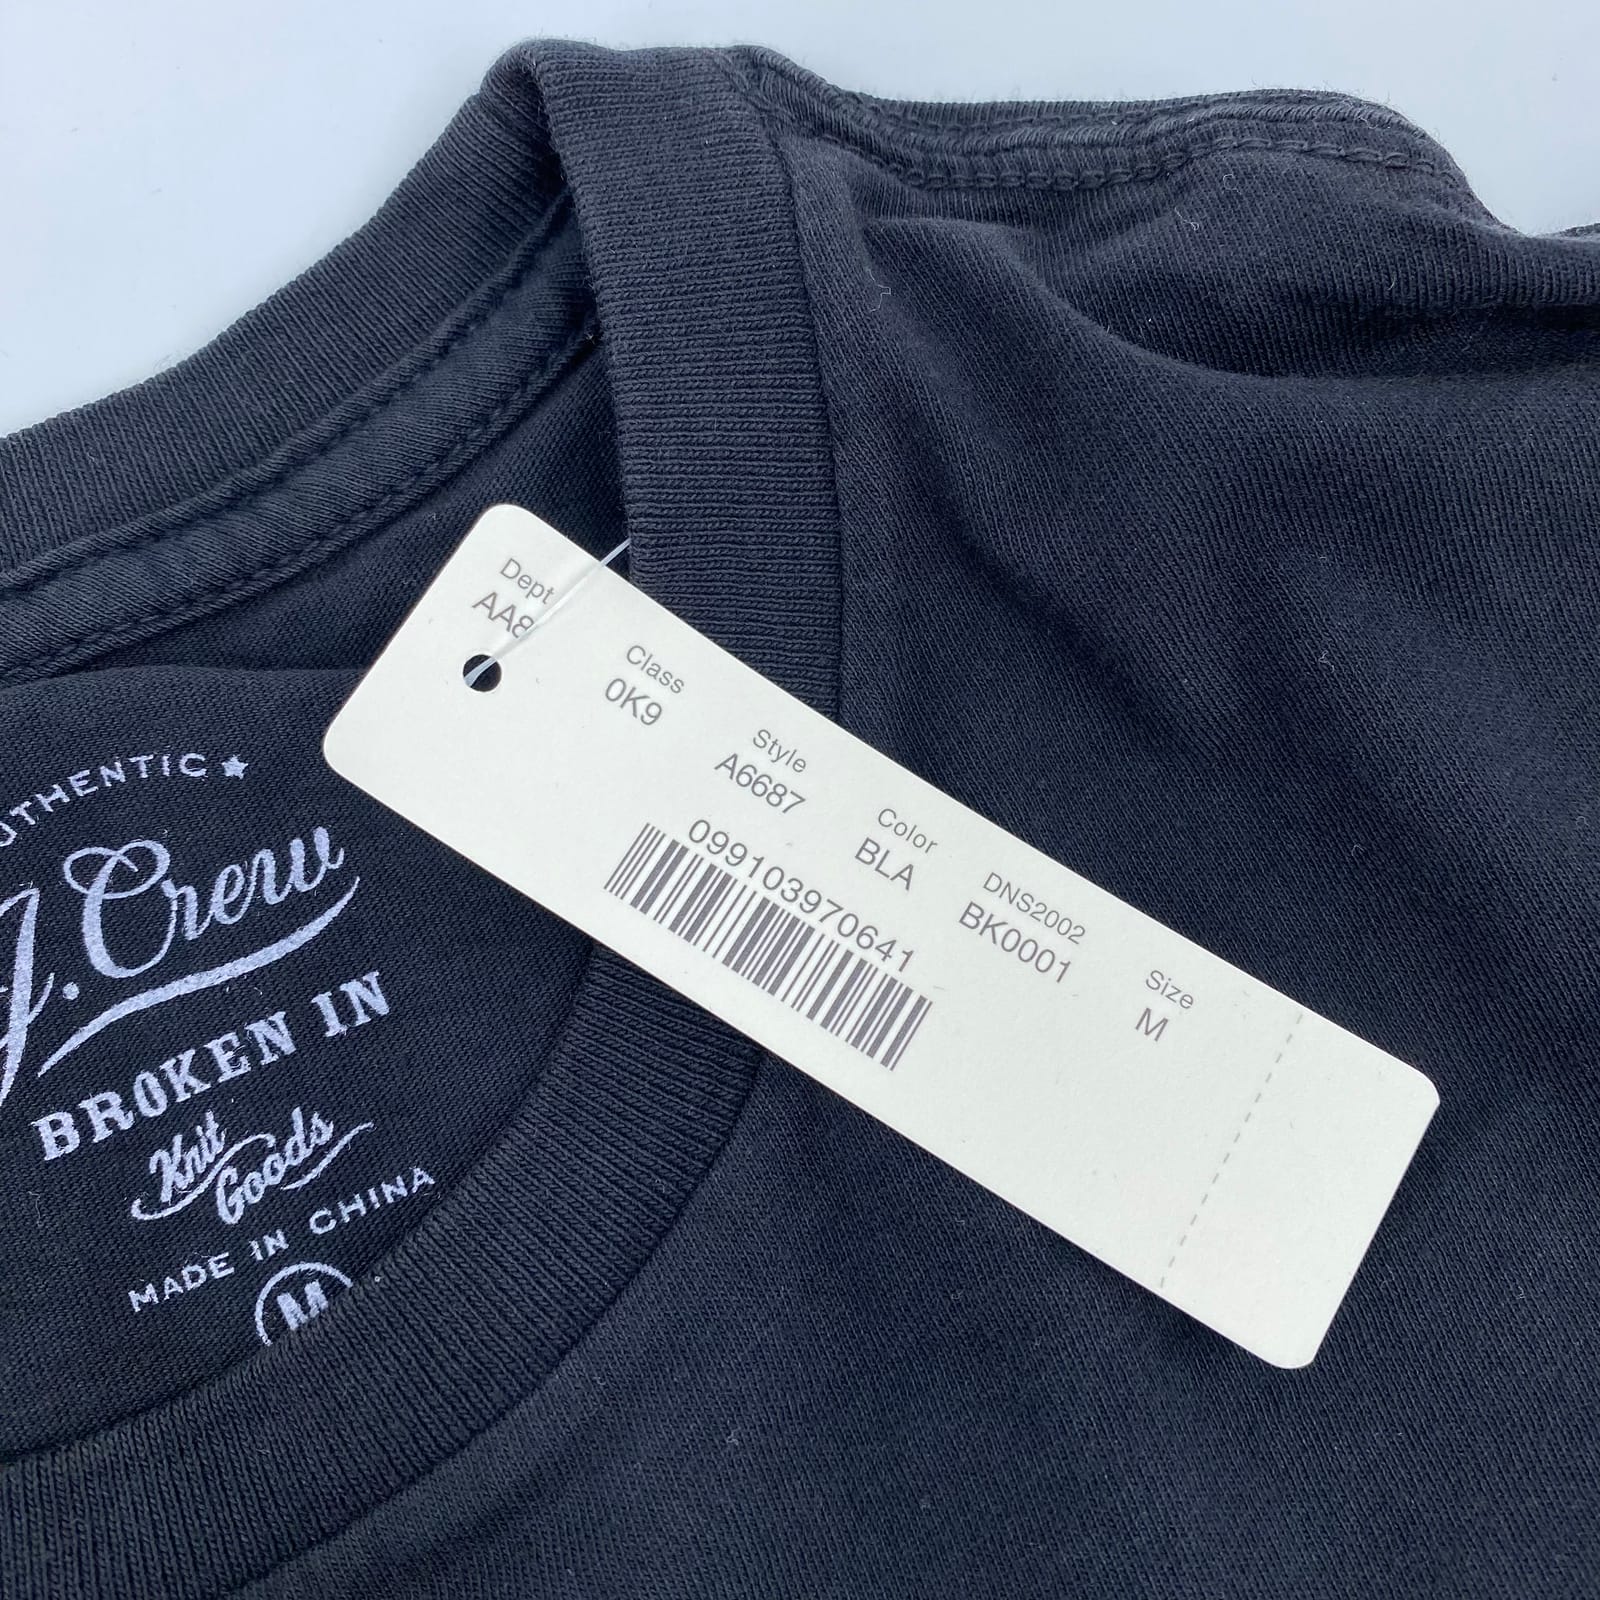 Dept
AA8
Class
0K9
Style
A6687
Color
BLA
DNS2002
BK0001
Size
M
099103970641
J.Crew
BROKEN IN
Knit
Goods
MADE IN CHINA
M